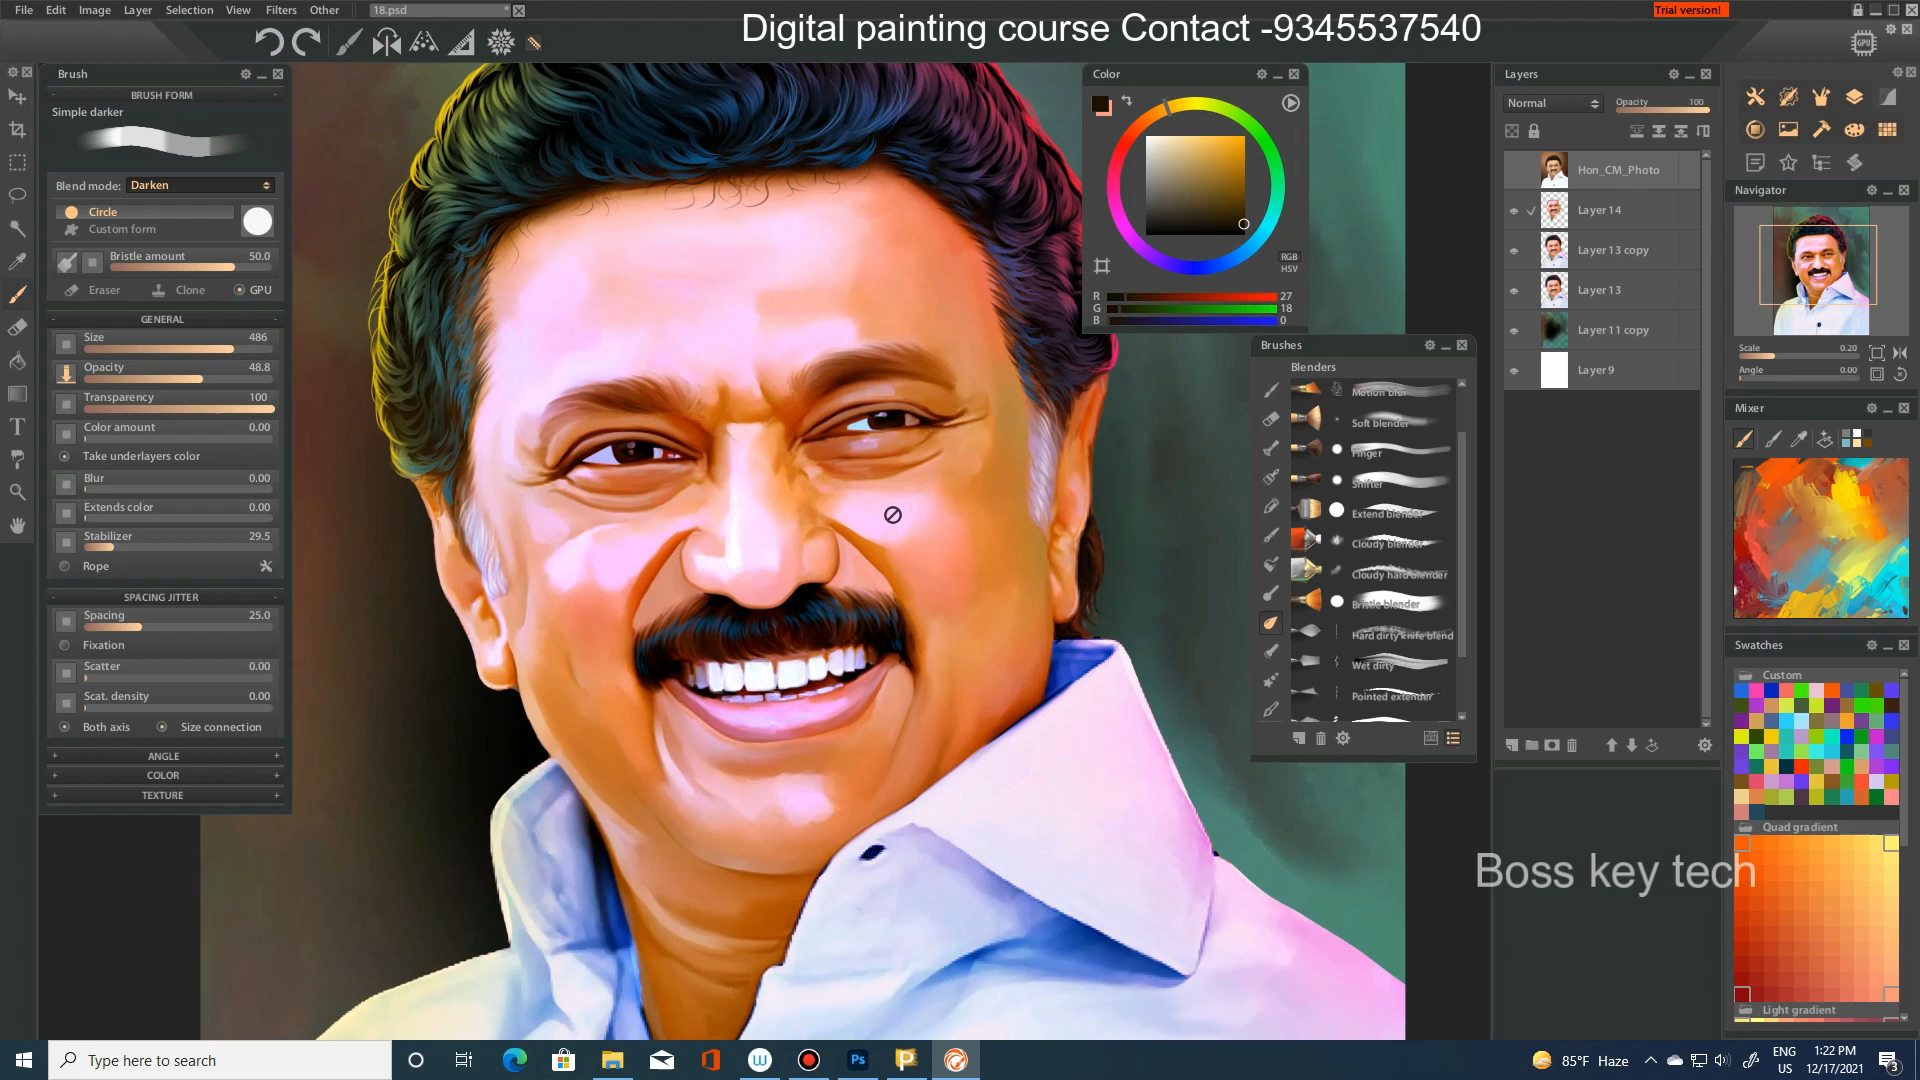 File Edit Image Layer Selection View Filters Other 18.psd *
Trial version!
Digital painting course Contact -9345537540
GPU
Brush
BRUSH FORM
Simple darker
Blend mode: Darken
Circle
Custom form
Bristle amount 50.0
Eraser Clone GPU
GENERAL
Size 486
Opacity 48.8
Transparency 100
Color amount 0.00
Take underlayers color
Blur 0.00
Extends color 0.00
Stabilizer 29.5
Rope
SPACING JITTER
Spacing 25.0
Fixation
Scatter 0.00
Scat. density 0.00
Both axis Size connection
ANGLE
COLOR
TEXTURE
Color
RGB
HSV
R 27
G 18
B 0
Brushes
Blenders
Motion blur
Soft blender
Finger
Shifter
Extend blender
Cloudy blender
Cloudy hard blender
Bristle blender
Hard dirty knife blend
Wet dirty
Pointed extender
Layers
Normal Opacity 100
Hon_CM_Photo
Layer 14
Layer 13 copy
Layer 13
Layer 11 copy
Layer 9
Navigator
Scale 0.20
Angle 0.00
Mixer
Swatches
Custom
Quad gradient
Light gradient
Boss key tech
Type here to search
W
Ps
P
85°F Haze
ENG
US
1:22 PM
12/17/2021
3